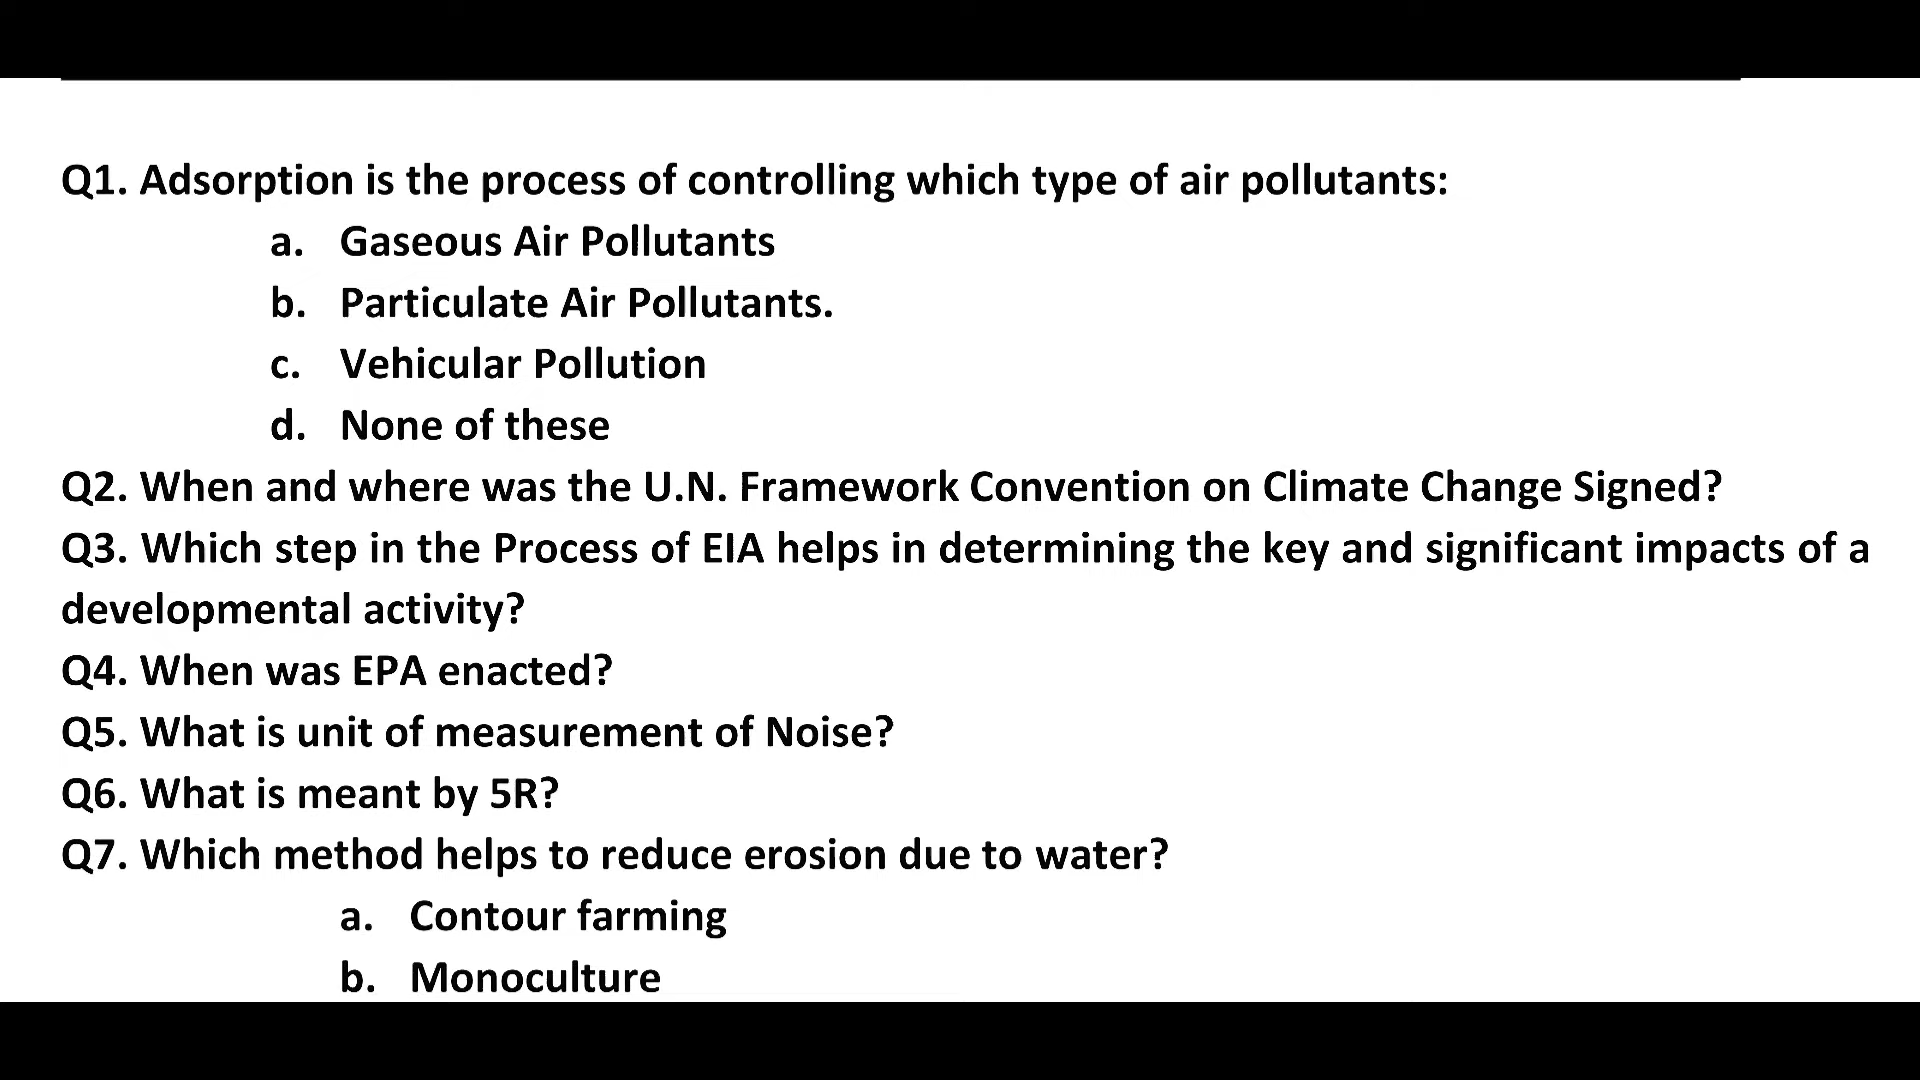 Q1. Adsorption is the process of controlling which type of air pollutants:
a. Gaseous Air Pollutants
b. Particulate Air Pollutants.
c. Vehicular Pollution
d. None of these
Q2. When and where was the U.N. Framework Convention on Climate Change Signed?
Q3. Which step in the Process of EIA helps in determining the key and significant impacts of a
developmental activity?
Q4. When was EPA enacted?
Q5. What is unit of measurement of Noise?
Q6. What is meant by 5R?
Q7. Which method helps to reduce erosion due to water?
a. Contour farming
b. Monoculture